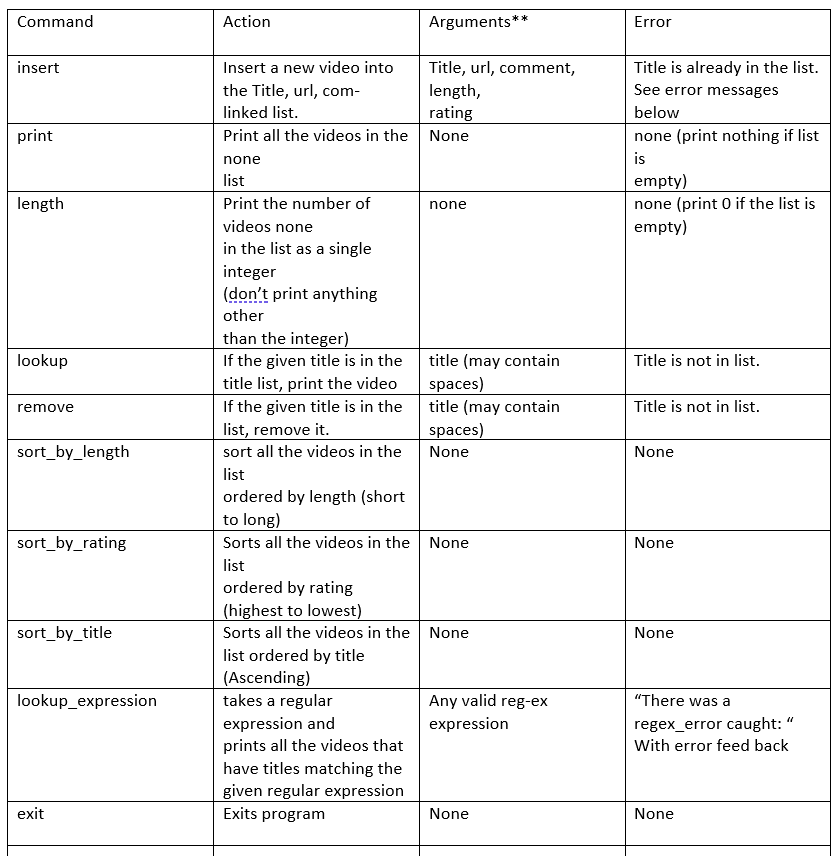 Command Action Arguments** Error
insert Insert a new video into Title, url, comment, Title is already in the list.
the Title, url, com- length, See error messages
linked list. rating below
print Print all the videos in the None none (print nothing if list
none is
list empty)
length Print the number of none none (print 0 if the list is
videos none empty)
in the list as a single
integer
(don’t print anything
other
than the integer)
lookup If the given title is in the title (may contain Title is not in list.
title list, print the video spaces)
remove If the given title is in the title (may contain Title is not in list.
list, remove it. spaces)
sort_by_length sort all the videos in the None None
list
ordered by length (short
to long)
sort_by_rating Sorts all the videos in the None None
list
ordered by rating
(highest to lowest)
sort_by_title Sorts all the videos in the None None
list ordered by title
(Ascending)
lookup_expression takes a regular Any valid reg-ex “There was a
expression and expression regex_error caught: “
prints all the videos that With error feed back
have titles matching the
given regular expression
exit Exits program None None